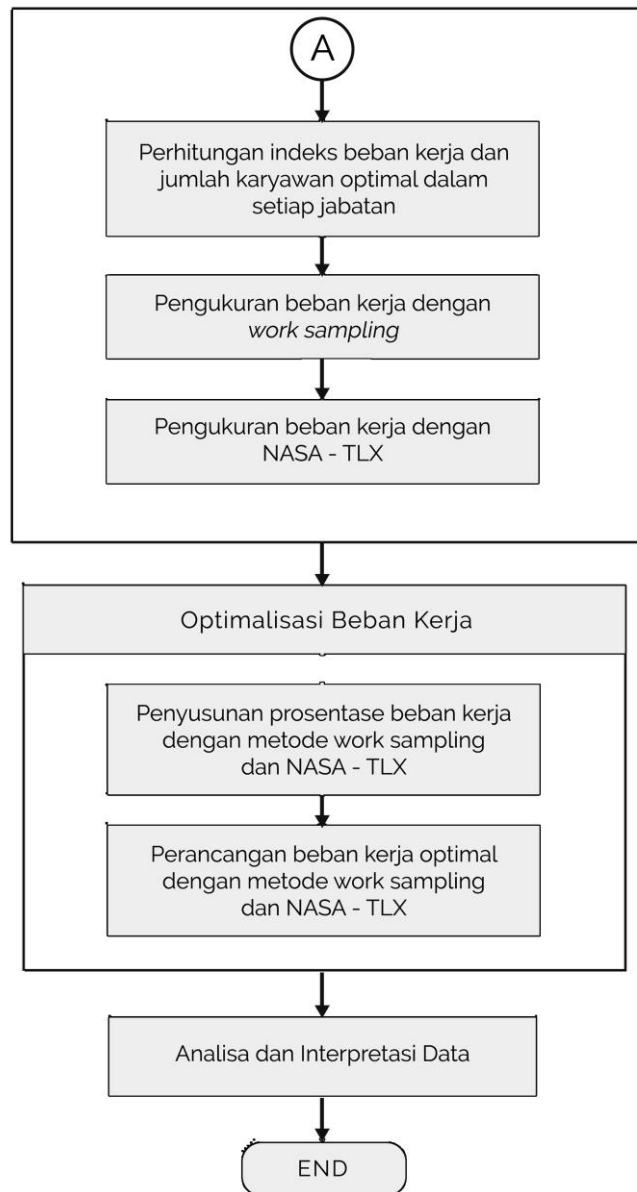 A
Perhitungan indeks beban kerja dan
jumlah karyawan optimal dalam
setiap jabatan
Pengukuran beban kerja dengan
work sampling
Pengukuran beban kerja dengan
NASA - TLX
Optimalisasi Beban Kerja
Penyusunan prosentase beban kerja
dengan metode work sampling
dan NASA - TLX
Perancangan beban kerja optimal
dengan metode work sampling
dan NASA - TLX
Analisa dan Interpretasi Data
END